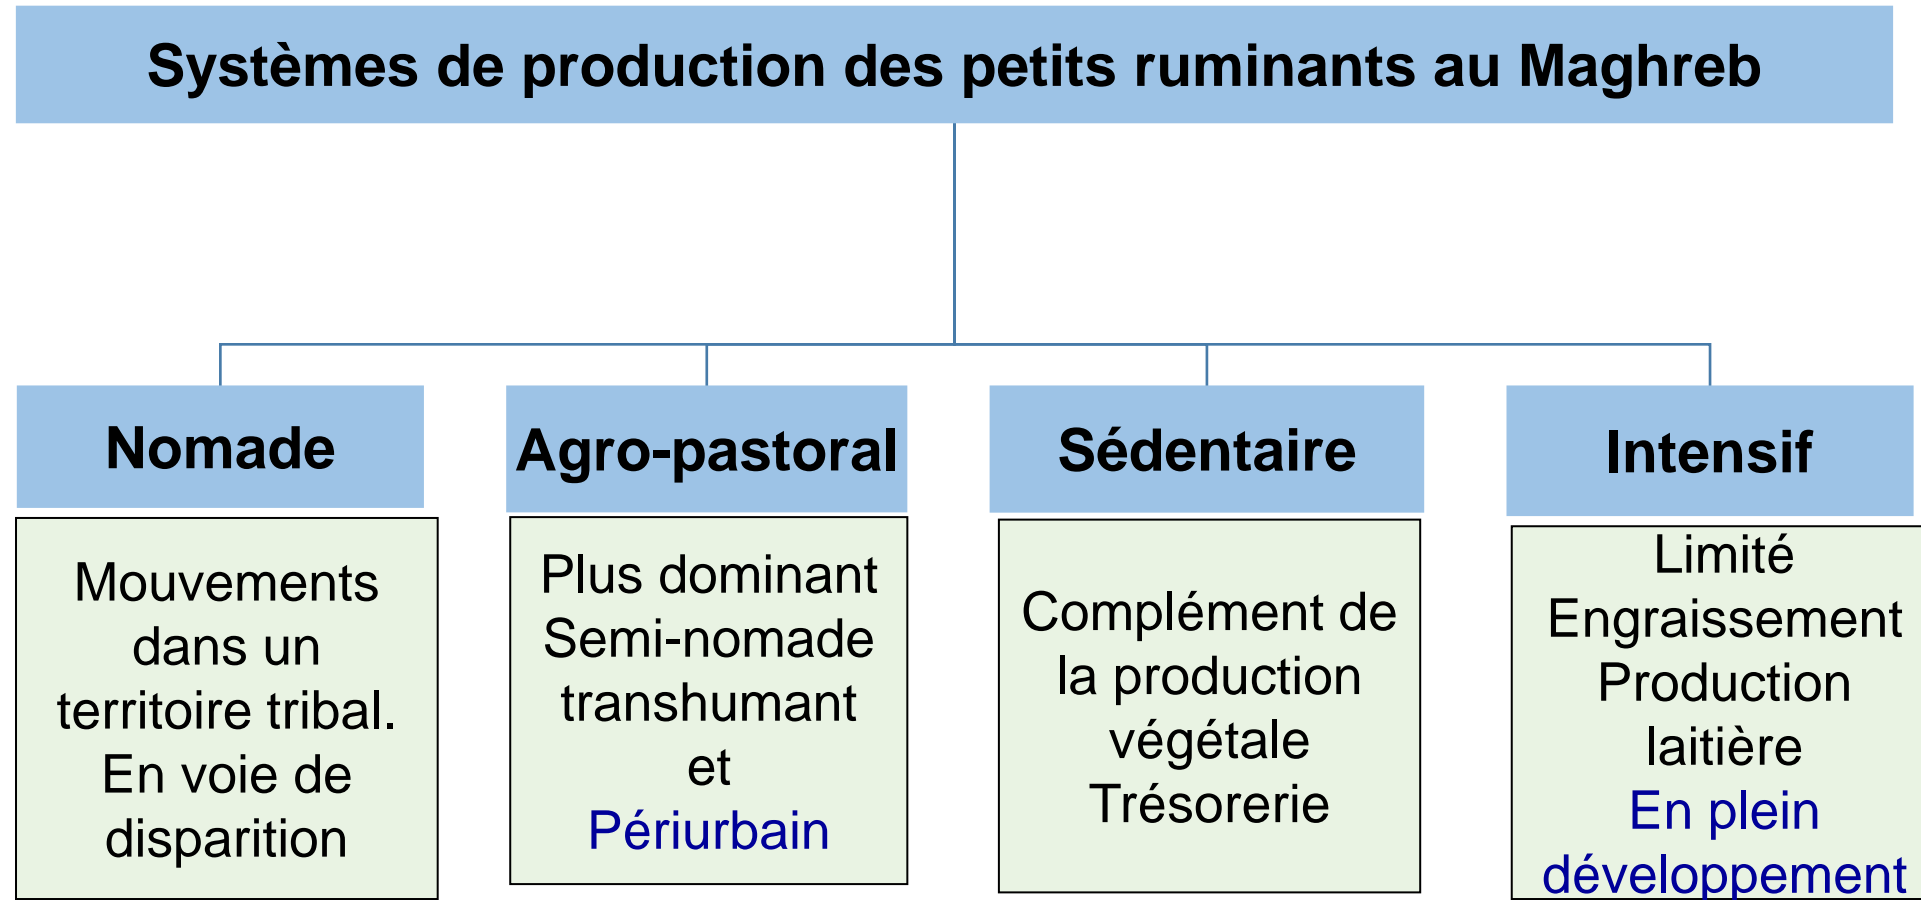 Systèmes de production des petits ruminants au Maghreb
Nomade
Mouvements
dans un
territoire tribal.
En voie de
disparition
Agro-pastoral
Plus dominant
Semi-nomade
transhumant
et
Périurbain
Sédentaire
Complément de
la production
végétale
Trésorerie
Intensif
Limité
Engraissement
Production
laitière
En plein
développement